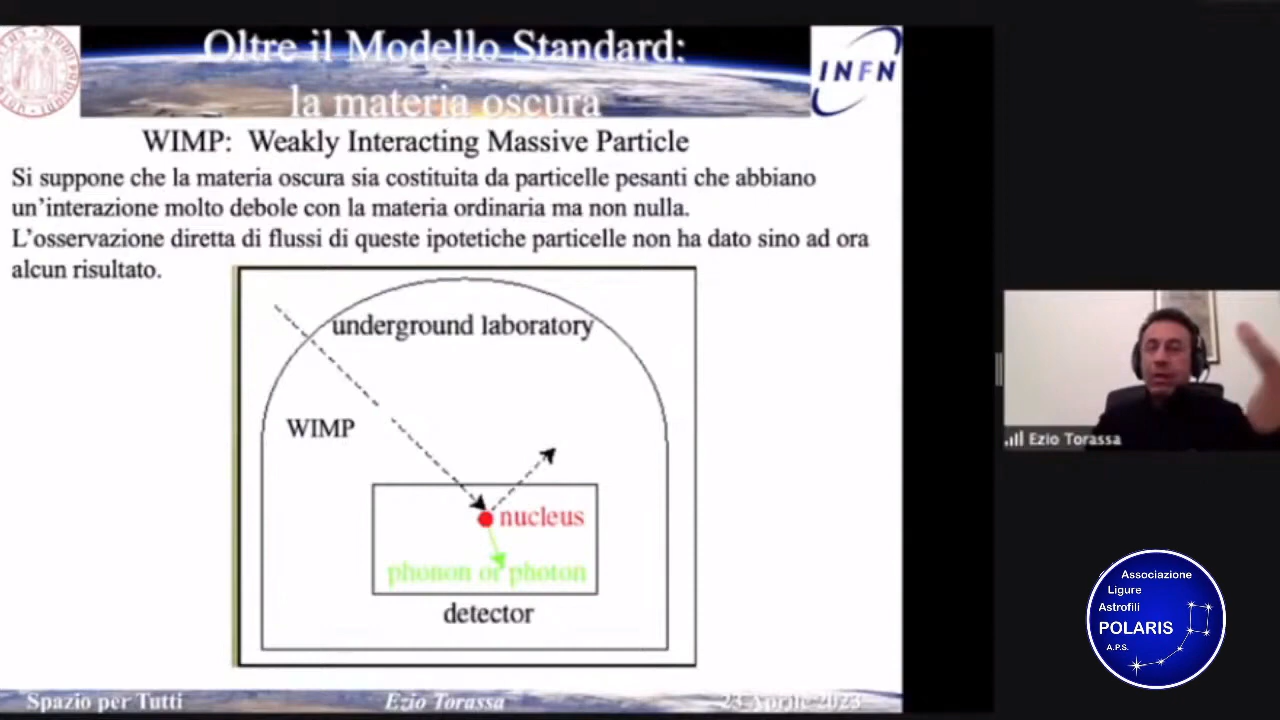 Oltre il Modello Standard:
la materia oscura
INFN
WIMP: Weakly Interacting Massive Particle
Si suppone che la materia oscura sia costituita da particelle pesanti che abbiano
un'interazione molto debole con la materia ordinaria ma non nulla.
L'osservazione diretta di flussi di queste ipotetiche particelle non ha dato sino ad ora
alcun risultato.
underground laboratory
WIMP
nucleus
phonon or photon
detector
Spazio per Tutti
Ezio Torassa
23 Aprile 2023
Ezio Torassa
Associazione
Ligure
Astrofili
POLARIS
A.P.S.